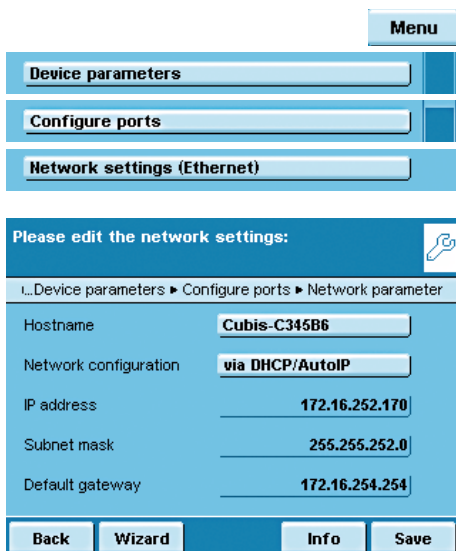 Menu
Device parameters
Configure ports
Network settings (Ethernet)
Please edit the network settings:
ı...Device parameters ▸ Configure ports ▸ Network parameter
Hostname Cubis-C345B6
Network configuration via DHCP/AutoIP
IP address 172.16.252.170
Subnet mask 255.255.252.0
Default gateway 172.16.254.254
Back Wizard Info Save